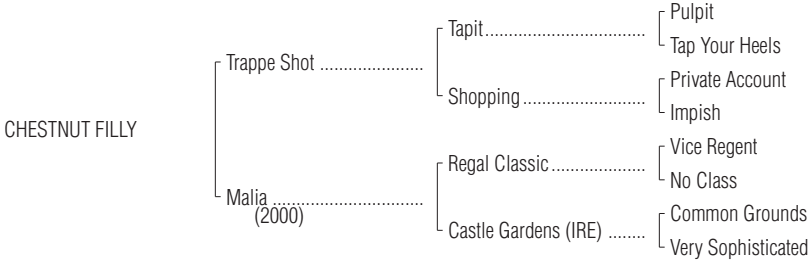 Pulpit
Tapit..................................
Tap Your Heels
Trappe Shot ......................
Private Account
Shopping..........................
Impish
CHESTNUT FILLY
Vice Regent
Regal Classic....................
No Class
Malia ................................
(2000)
Common Grounds
Castle Gardens (IRE) ........
Very Sophisticated